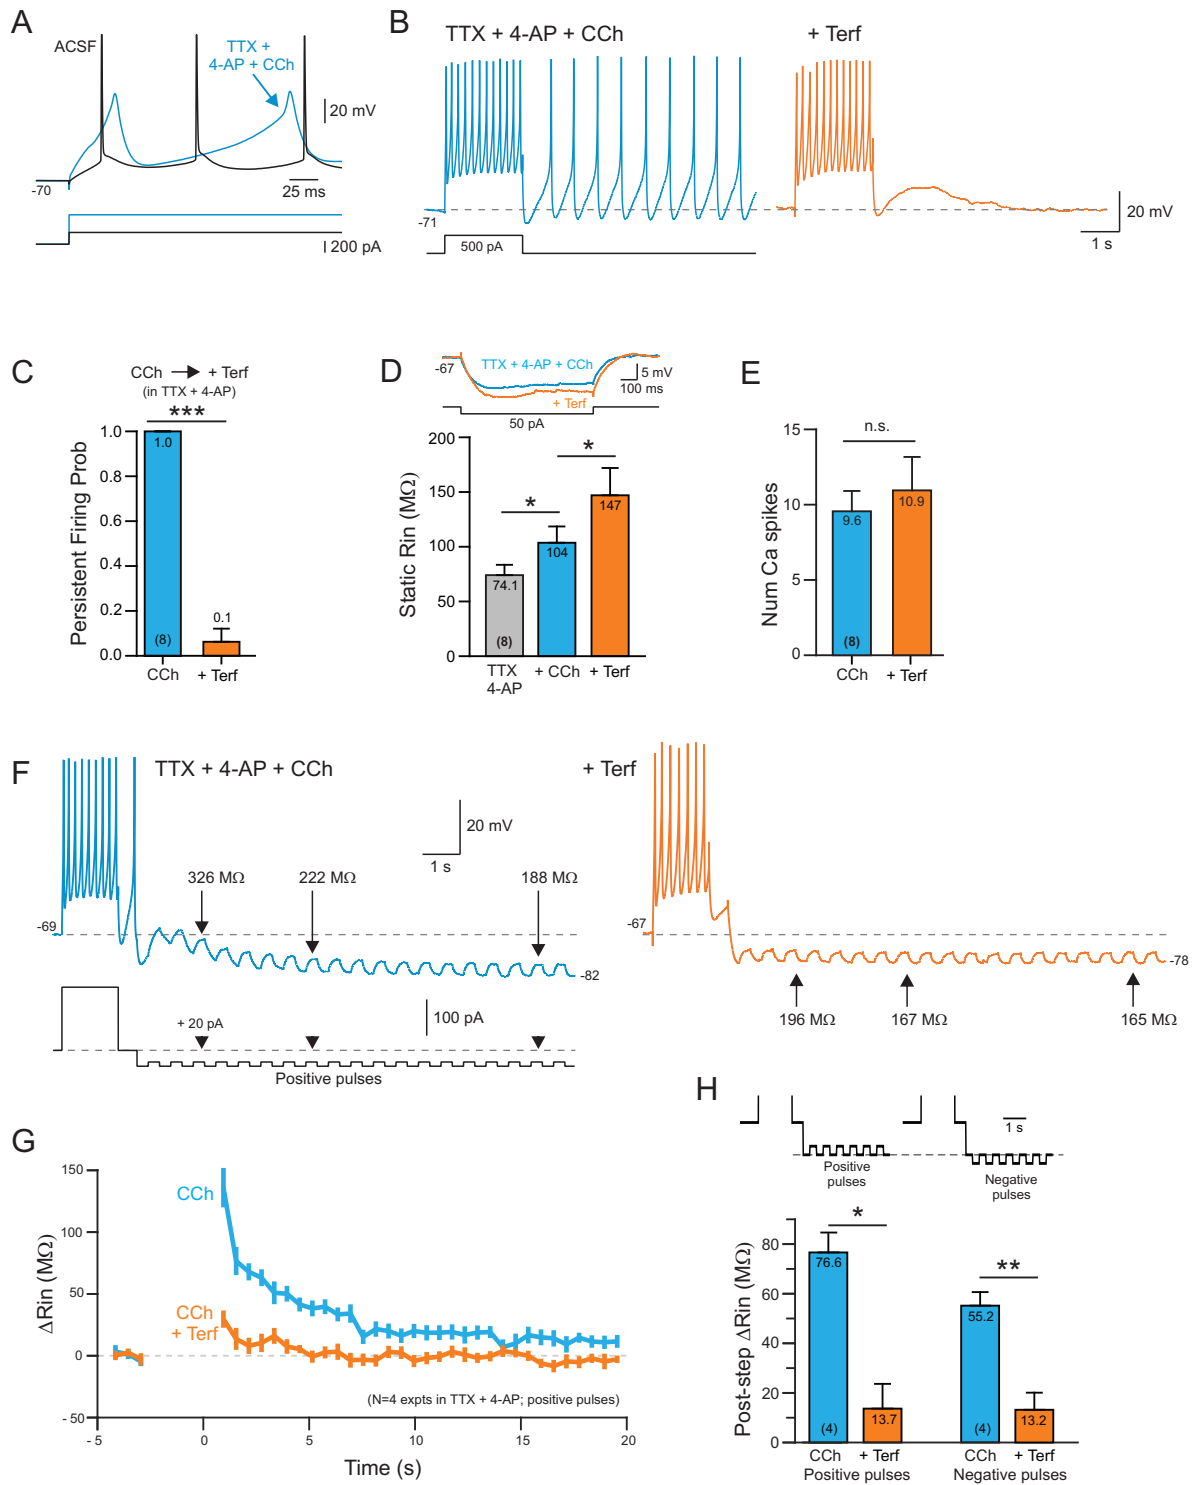 A
ACSF
TTX +
4-AP + CCh
20 mV
-70
25 ms
200 pA
B
TTX + 4-AP + CCh
+ Terf
-71
500 pA
20 mV
1 s
C
CCh + Terf
(in TTX + 4-AP)
***
Persistent Firing Prob
1.0
0.8
0.6
0.4
0.2
0.0
1.0
0.1
(8)
CCh
+ Terf
D
-67
TTX + 4-AP + CCh
+ Terf
5 mV
100 ms
50 pA
Static Rin (MΩ)
200
150
100
50
0
*
*
74.1
104
147
(8)
TTX
4-AP
+ CCh
+ Terf
E
n.s.
Num Ca spikes
15
10
5
0
9.6
10.9
(8)
CCh
+ Terf
F
TTX + 4-AP + CCh
20 mV
1 s
326 MΩ
222 MΩ
188 MΩ
-69
-82
+ 20 pA
100 pA
Positive pulses
+ Terf
-67
-78
196 MΩ
167 MΩ
165 MΩ
G
ΔRin (MΩ)
150
100
50
0
- 50
CCh
CCh
+ Terf
(N=4 expts in TTX + 4-AP; positive pulses)
- 5
0
5
10
15
20
Time (s)
H
1 s
Positive
pulses
Negative
pulses
Post-step ΔRin (MΩ)
80
60
40
20
0
*
**
76.6
13.7
55.2
13.2
(4)
(4)
CCh
+ Terf
CCh
+ Terf
Positive pulses
Negative pulses